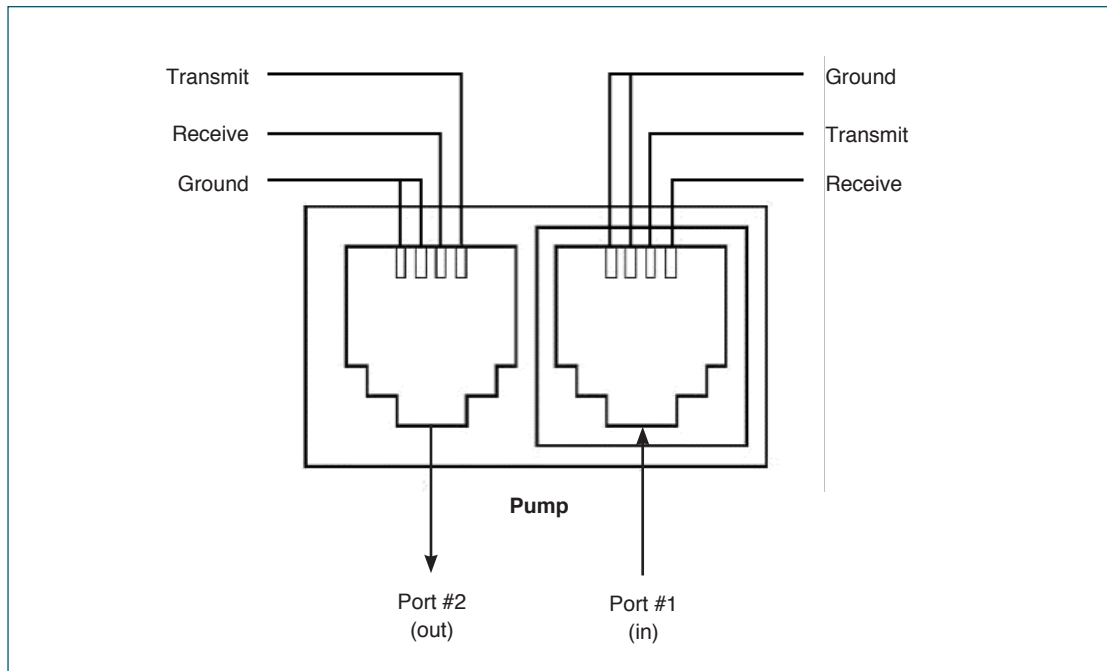 Transmit
Receive
Ground
Ground
Transmit
Receive
Pump
Port #2
(out)
Port #1
(in)